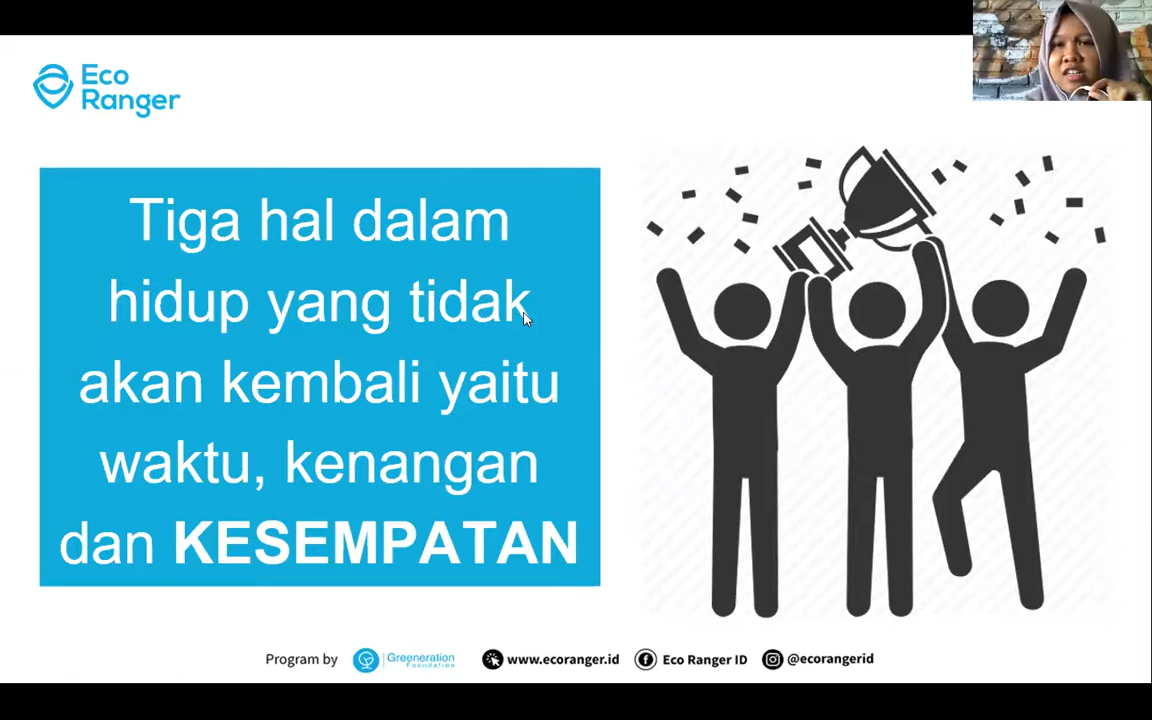 Eco
Ranger
Tiga hal dalam
hidup yang tidak
akan kembali yaitu
waktu, kenangan
dan KESEMPATAN
Program by
Greeneration
Foundation
www.ecoranger.id
Eco Ranger ID
@ecorangerid